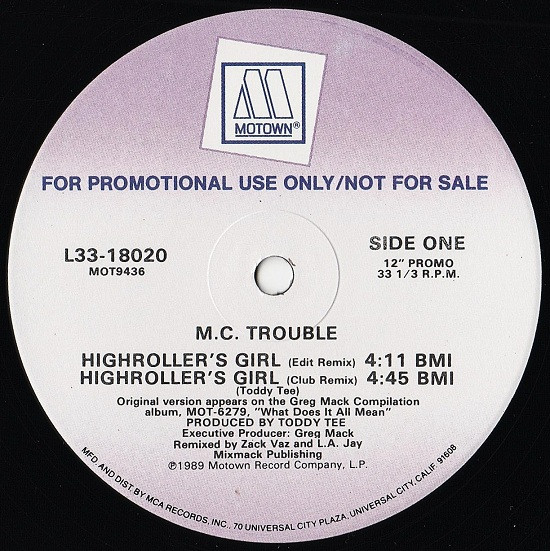 MOTOWN®
FOR PROMOTIONAL USE ONLY/NOT FOR SALE
L33-18020
MOT9436
SIDE ONE
12" PROMO
33 1/3 R.P.M.
M.C. TROUBLE
HIGHROLLER'S GIRL (Edit Remix) 4:11 BMI
HIGHROLLER'S GIRL (Club Remix) 4:45 BMI
(Toddy Tee)
Original version appears on the Greg Mack Compilation
album, MOT-6279, "What Does It All Mean"
PRODUCED BY TODDY TEE
Executive Producer: Greg Mack
Remixed by Zack Vaz and L.A. Jay
Mixmack Publishing
℗1989 Motown Record Company, L.P.
MFD. AND DIST. BY MCA RECORDS, INC., 70 UNIVERSAL CITY PLAZA, UNIVERSAL CITY, CALIF. 91608